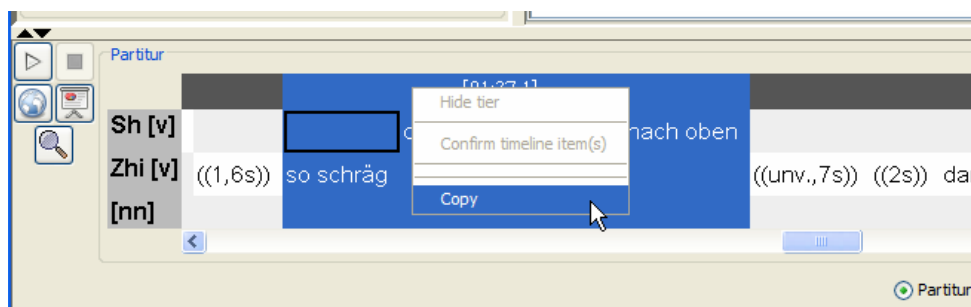 Partitur
[01:27.1]
Hide tier
Sh [v] nach oben
Confirm timeline item(s)
Zhi [v] ((1,6s)) so schräg ((unv.,7s)) ((2s))
Copy
[nn]
Partitur